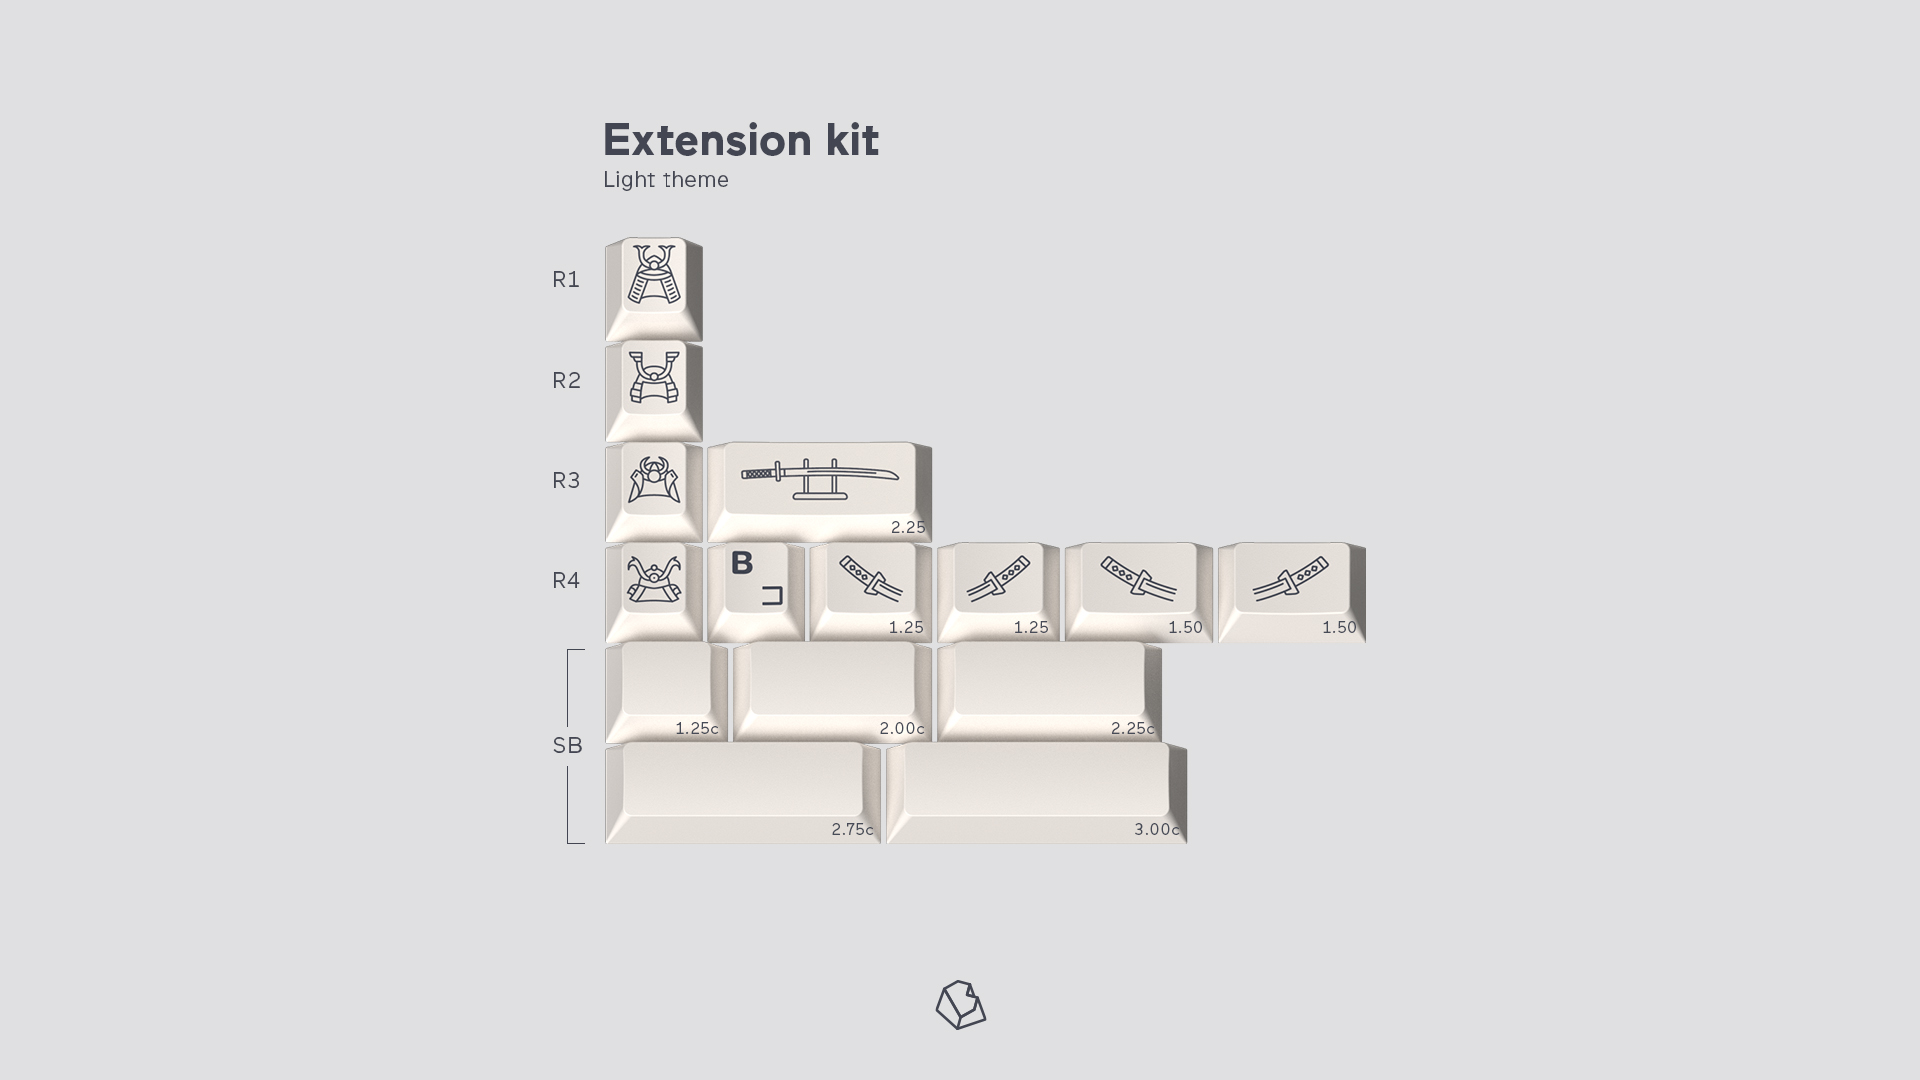 Extension kit
Light theme
R1
R2
R3
2.25
R4
B
コ
1.25
1.25
1.50
1.50
SB
1.25c
2.00c
2.25c
2.75c
3.00c